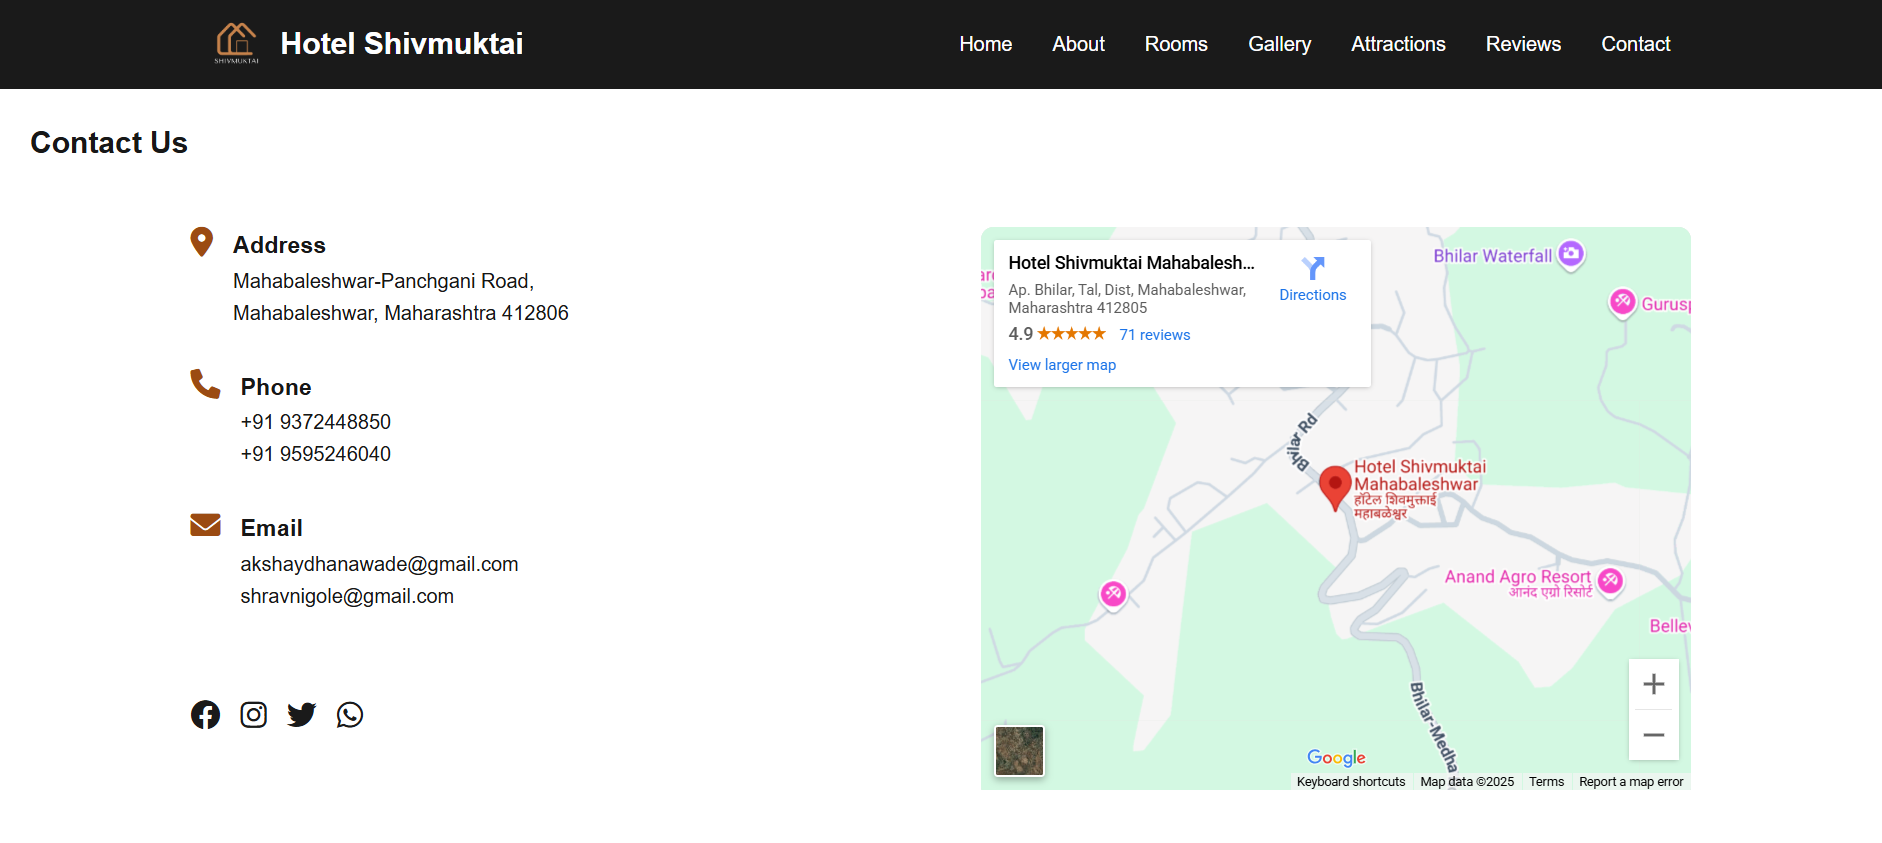 SHIVMUKTAI
Hotel Shivmuktai
Home About Rooms Gallery Attractions Reviews Contact
Contact Us
Address
Mahabaleshwar-Panchgani Road,
Mahabaleshwar, Maharashtra 412806
Phone
+91 9372448850
+91 9595246040
Email
akshaydhanawade@gmail.com
shravnigole@gmail.com
Hotel Shivmuktai Mahabalesh...
Directions
Ap. Bhilar, Tal, Dist, Mahabaleshwar,
Maharashtra 412805
4.9 71 reviews
View larger map
Bhilar Waterfall
Gurusp
Bhilar Rd
Hotel Shivmuktai
Mahabaleshwar
हॉटेल शिवमुक्ताई
महाबळेश्वर
Anand Agro Resort
आनंद एग्रो रिसोर्ट
Bellev
Bhilar-Medha
Google
Keyboard shortcuts Map data ©2025 Terms Report a map error